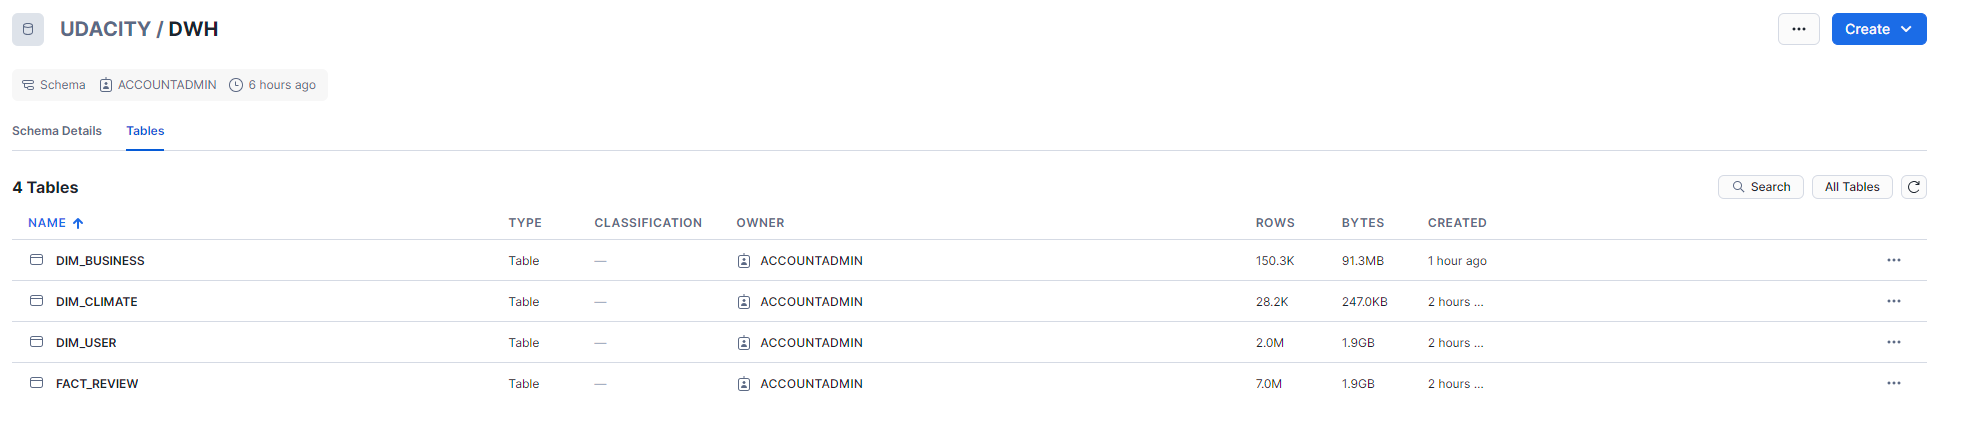 UDACITY / DWH
... Create
Schema ACCOUNTADMIN 6 hours ago
Schema Details Tables
4 Tables
Search All Tables
NAME TYPE CLASSIFICATION OWNER ROWS BYTES CREATED
DIM_BUSINESS Table — ACCOUNTADMIN 150.3K 91.3MB 1 hour ago ...
DIM_CLIMATE Table — ACCOUNTADMIN 28.2K 247.0KB 2 hours ... ...
DIM_USER Table — ACCOUNTADMIN 2.0M 1.9GB 2 hours ... ...
FACT_REVIEW Table — ACCOUNTADMIN 7.0M 1.9GB 2 hours ... ...